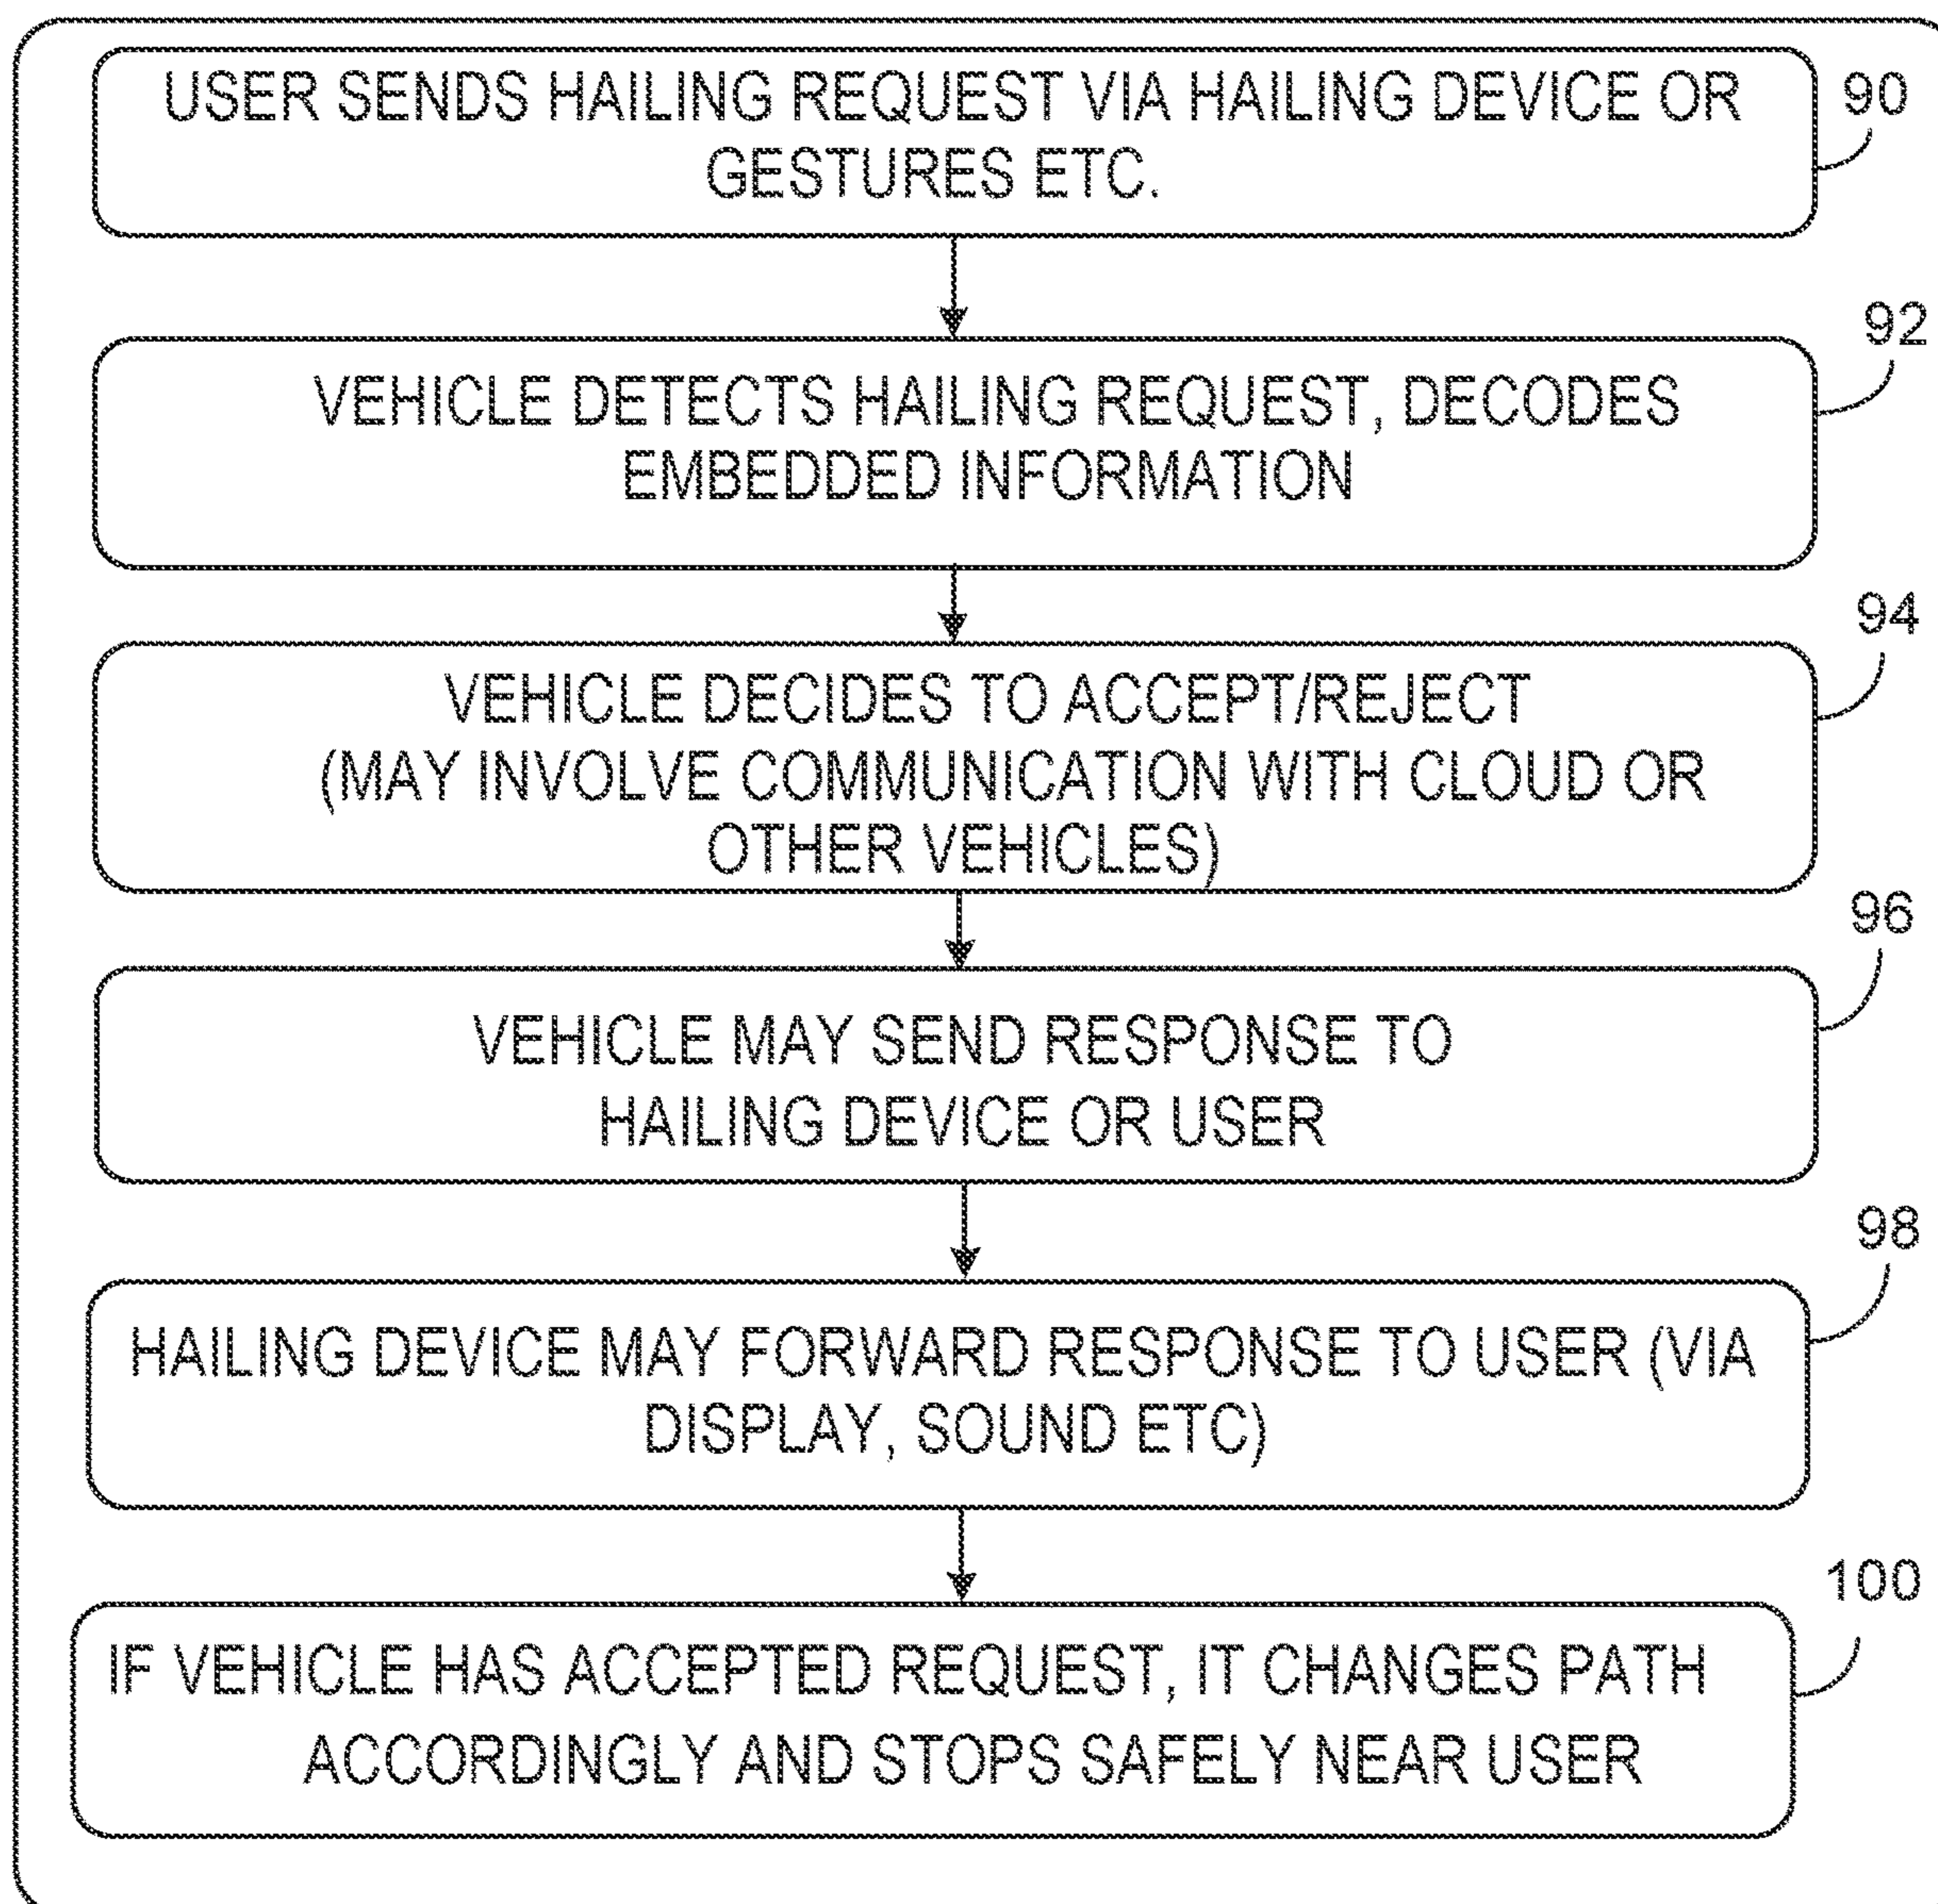 USER SENDS HAILING REQUEST VIA HAILING DEVICE OR
GESTURES ETC.
90
92
VEHICLE DETECTS HAILING REQUEST, DECODES
EMBEDDED INFORMATION
94
VEHICLE DECIDES TO ACCEPT/REJECT
(MAY INVOLVE COMMUNICATION WITH CLOUD OR
OTHER VEHICLES)
96
VEHICLE MAY SEND RESPONSE TO
HAILING DEVICE OR USER
98
HAILING DEVICE MAY FORWARD RESPONSE TO USER (VIA
DISPLAY, SOUND ETC)
100
IF VEHICLE HAS ACCEPTED REQUEST, IT CHANGES PATH
ACCORDINGLY AND STOPS SAFELY NEAR USER